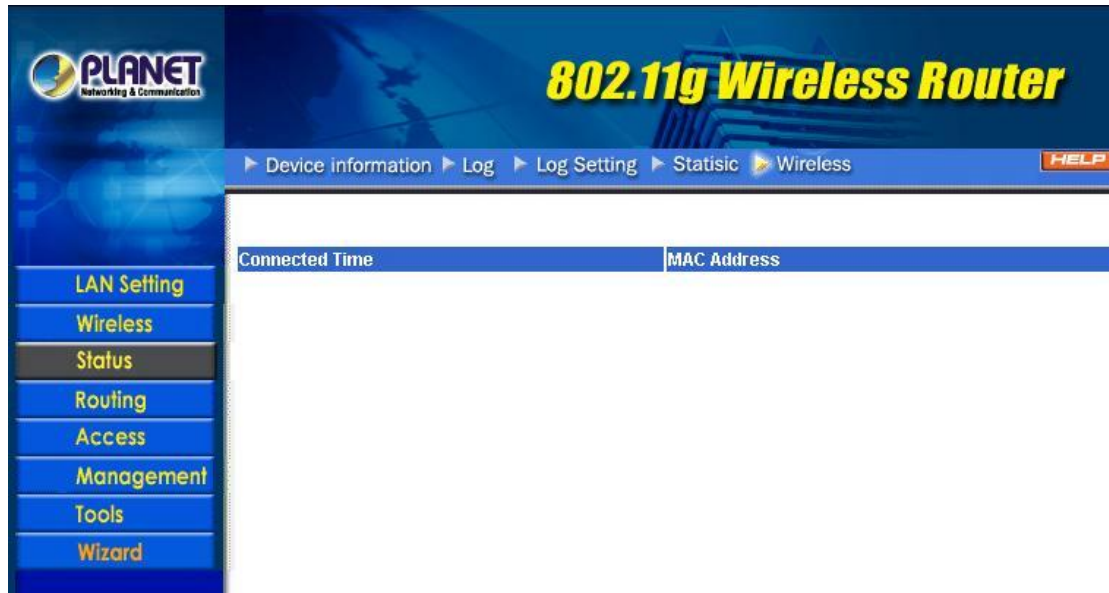 PLANET
Networking & Communication
802.11g Wireless Router
Device information Log Log Setting Statisic Wireless
HELP
Connected Time MAC Address
LAN Setting
Wireless
Status
Routing
Access
Management
Tools
Wizard